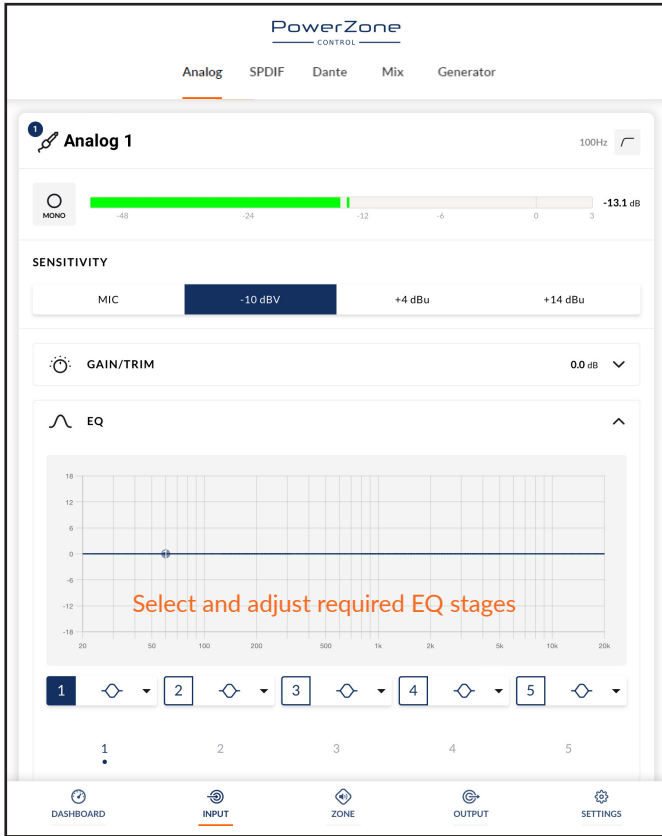 PowerZone
CONTROL
Analog SPDIF Dante Mix Generator
1 Analog 1 100Hz
MONO -13.1 dB
-48 -24 -12 -6 0 3
SENSITIVITY
MIC -10 dBV +4 dBu +14 dBu
GAIN/TRIM 0.0 dB
EQ
18
12
6
0
-6
Select and adjust required EQ stages
-12
-18
20 50 100 200 500 1k 2k 5k 10k 20k
1 2 3 4 5
1 2 3 4 5
DASHBOARD INPUT ZONE OUTPUT SETTINGS